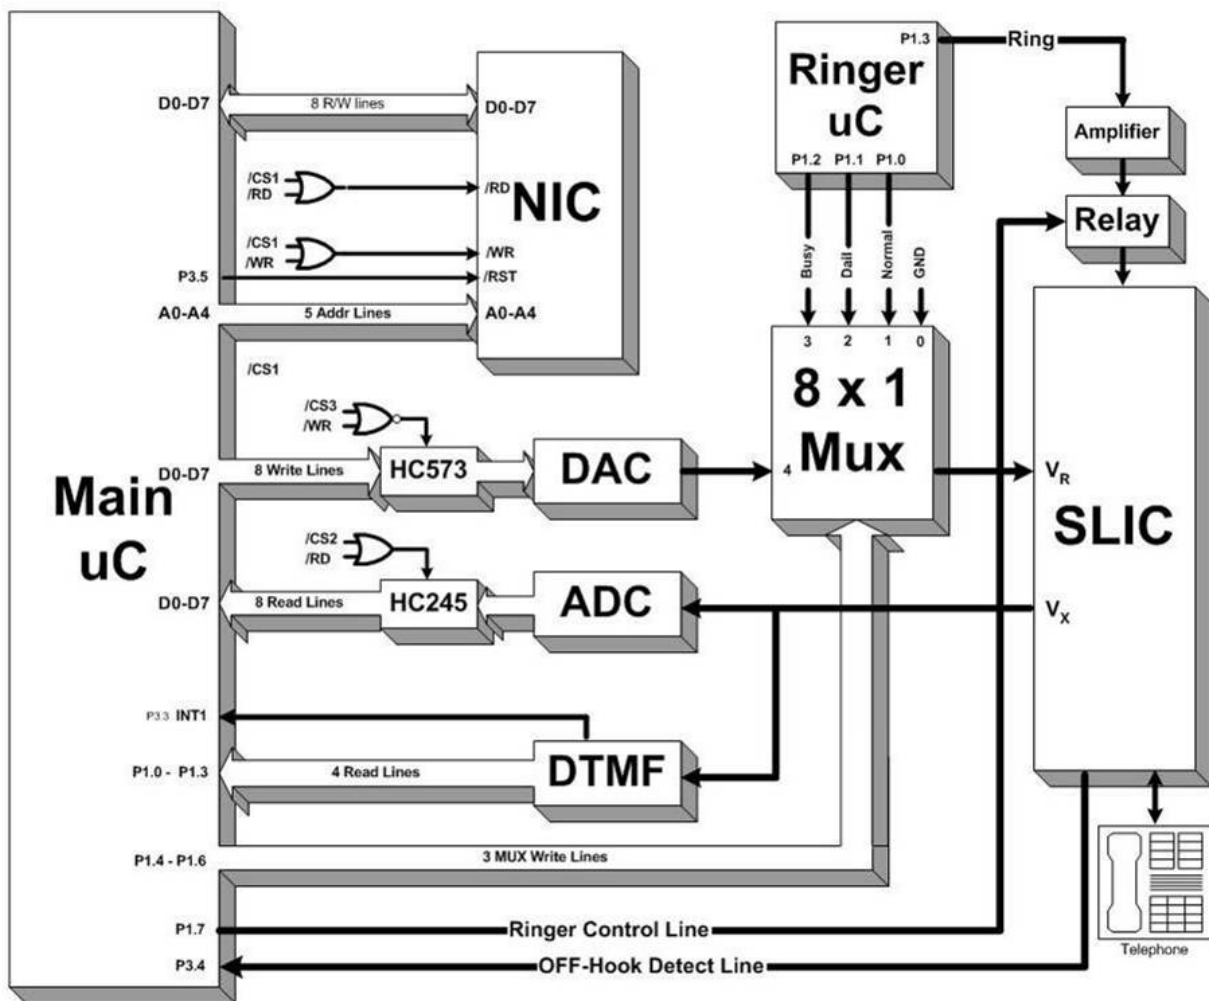 P1.3
Ring
Ringer
uC
P1.2 P1.1 P1.0
Amplifier
Relay
D0-D7
8 R/W lines
D0-D7
/CS1
/RD
/RD
NIC
/CS1
/WR
/WR
P3.5
/RST
A0-A4
5 Addr Lines
A0-A4
/CS1
Busy
Dail
Normal
GND
3 2 1 0
8 x 1
Mux
4
/CS3
/WR
D0-D7
8 Write Lines
HC573
DAC
VR
SLIC
Main
uC
/CS2
/RD
D0-D7
8 Read Lines
HC245
ADC
VX
P3.3 INT1
P1.0 - P1.3
4 Read Lines
DTMF
P1.4 - P1.6
3 MUX Write Lines
P1.7
Ringer Control Line
P3.4
OFF-Hook Detect Line
Telephone